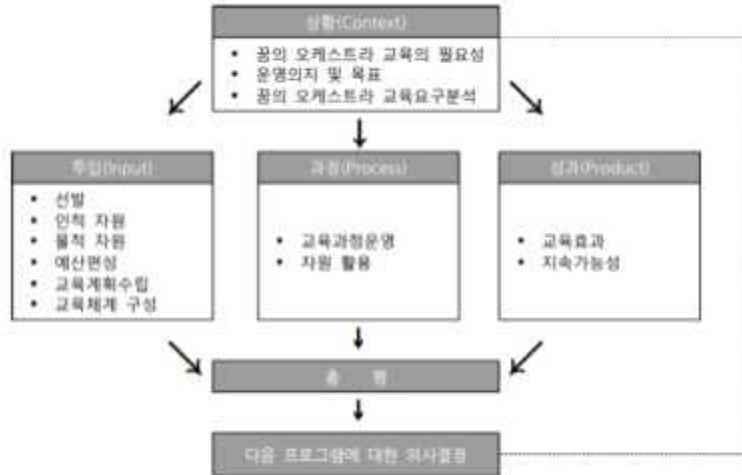 상황(Context)
• 꿈의 오케스트라 교육의 필요성
• 운영의지 및 목표
• 꿈의 오케스트라 교육요구분석
투입(Input)
• 선발
• 인적 자원
• 물적 자원
• 예산편성
• 교육계획수립
• 교육체계 구성
과정(Process)
• 교육과정운영
• 자원 활용
성과(Product)
• 교육효과
• 지속가능성
총 평
다음 프로그램에 대한 의사결정